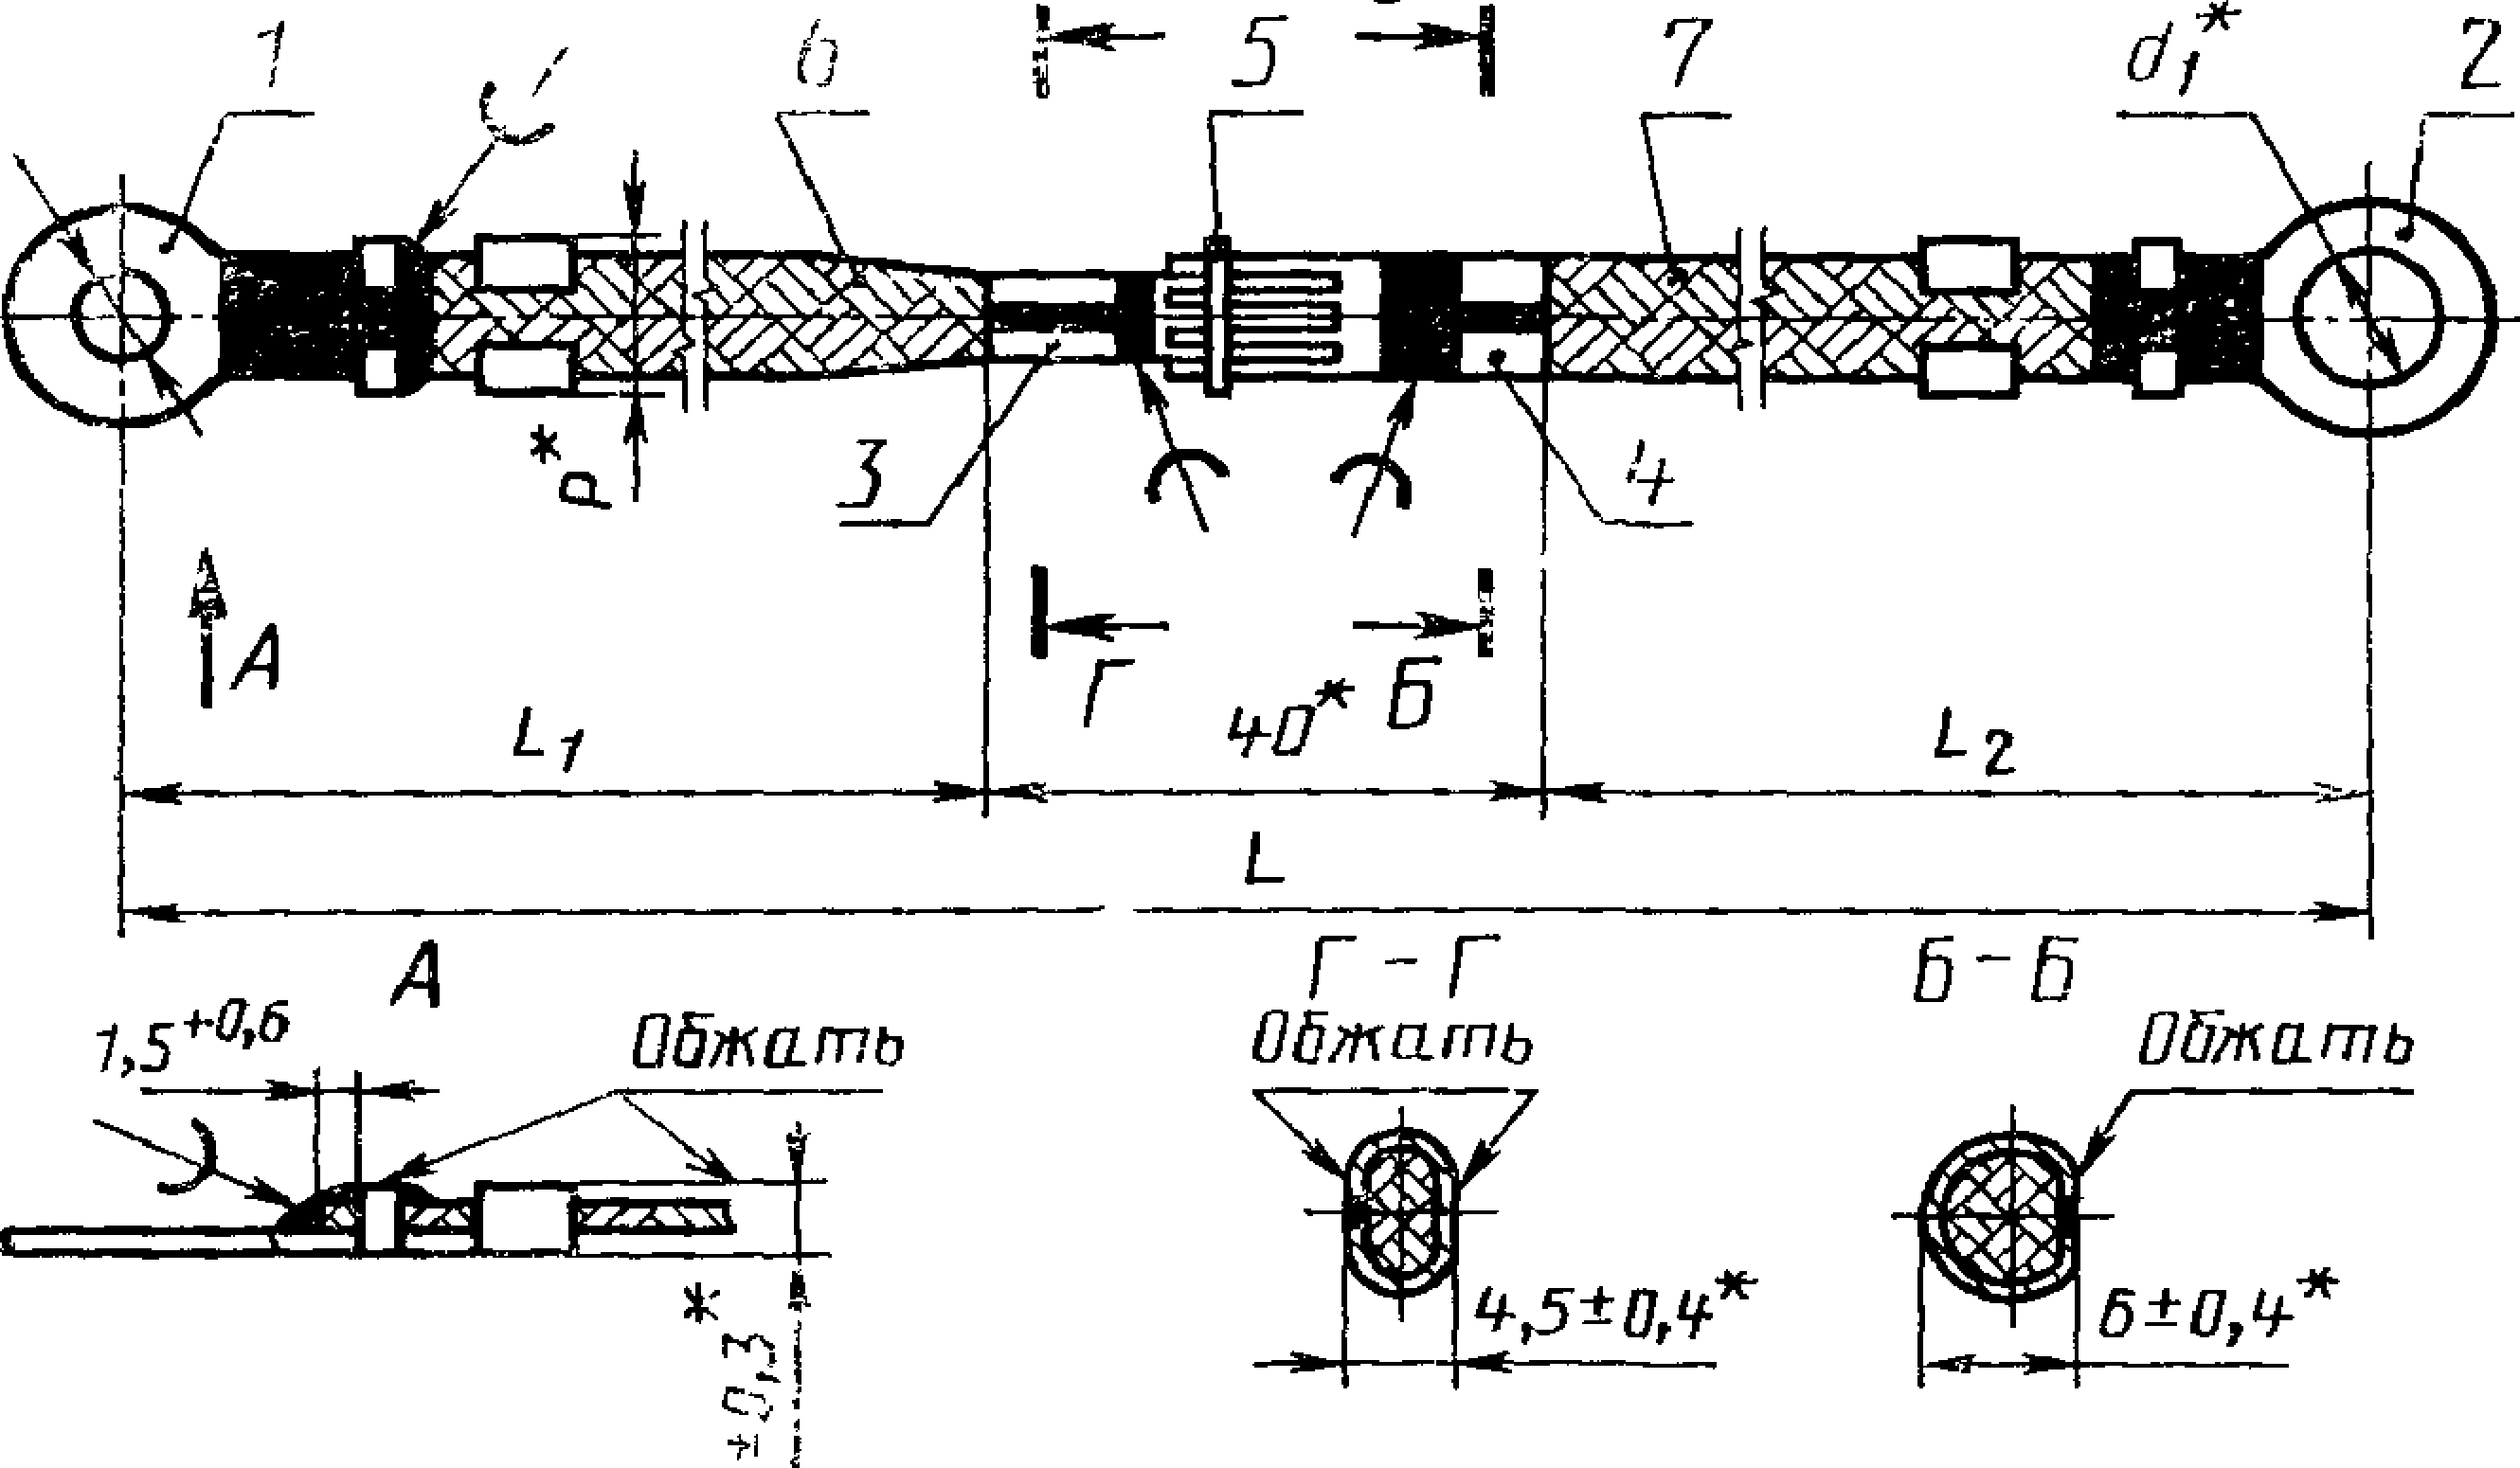 1 6 5 7 d₁* 2
P* 3 4
А Г Б
L₁ 40* L₂
L
А Г-Г Б-Б
1,5+0,6 Обжать Обжать Обжать
±0,3* 4,5±0,4* 6±0,4*